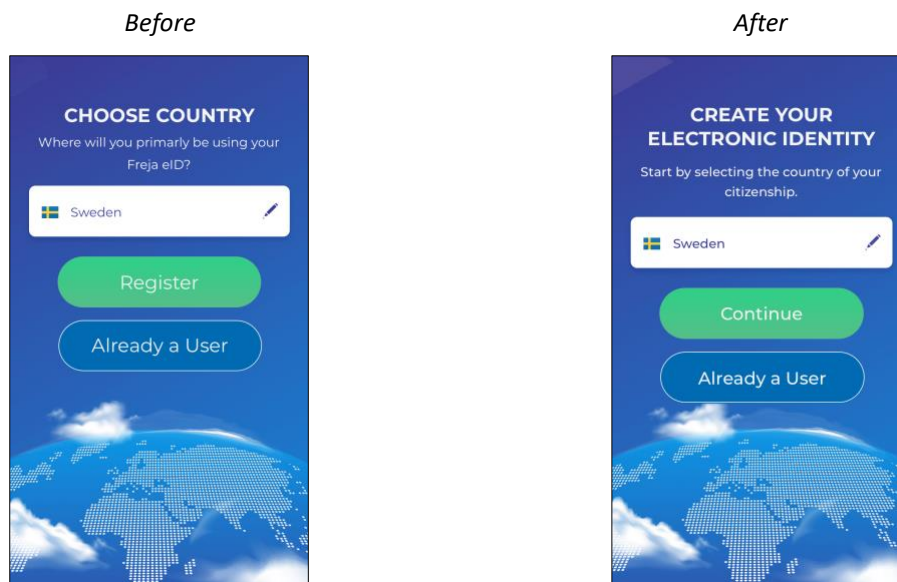 Before
CHOOSE COUNTRY
Where will you primarly be using your
Freja eID?
Sweden
Register
Already a User
After
CREATE YOUR
ELECTRONIC IDENTITY
Start by selecting the country of your
citizenship.
Sweden
Continue
Already a User